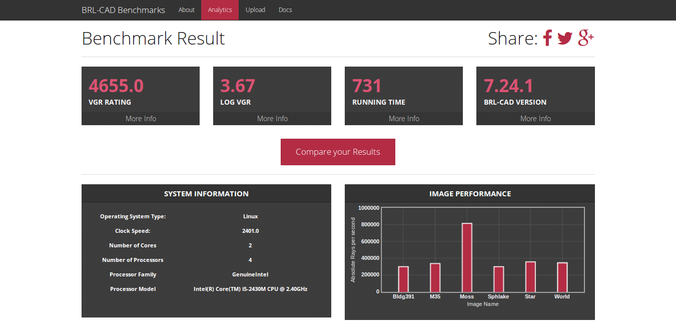 BRL-CAD Benchmarks About Analytics Upload Docs
Benchmark Result Share:
4655.0 3.67 731 7.24.1
VGR RATING LOG VGR RUNNING TIME BRL-CAD VERSION
More Info More Info More Info More Info
Compare your Results
SYSTEM INFORMATION
Operating System Type: Linux
Clock Speed: 2401.0
Number of Cores 2
Number of Processors 4
Processor Family GenuineIntel
Processor Model Intel(R) Core(TM) i5-2430M CPU @ 2.40GHz
IMAGE PERFORMANCE
Absolute Rays per second
1000000
800000
600000
400000
200000
0
Bldg391 M35 Moss Sphlake Star World
Image Name